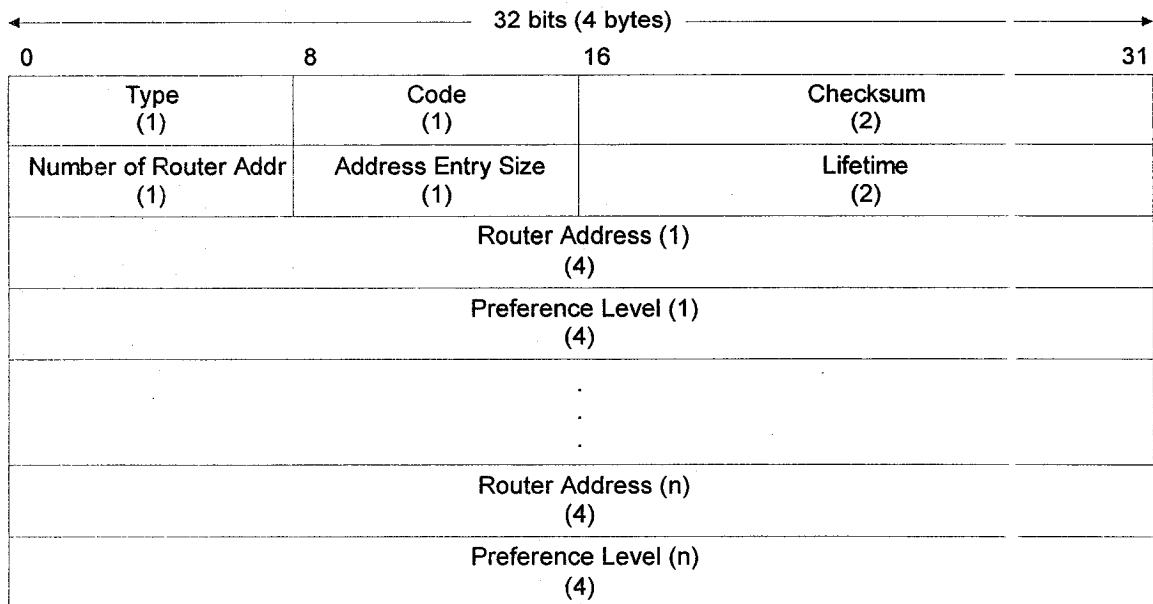 32 bits (4 bytes)
0 8 16 31
Type Code Checksum
(1) (1) (2)
Number of Router Addr Address Entry Size Lifetime
(1) (1) (2)
Router Address (1)
(4)
Preference Level (1)
(4)
.
.
.
Router Address (n)
(4)
Preference Level (n)
(4)